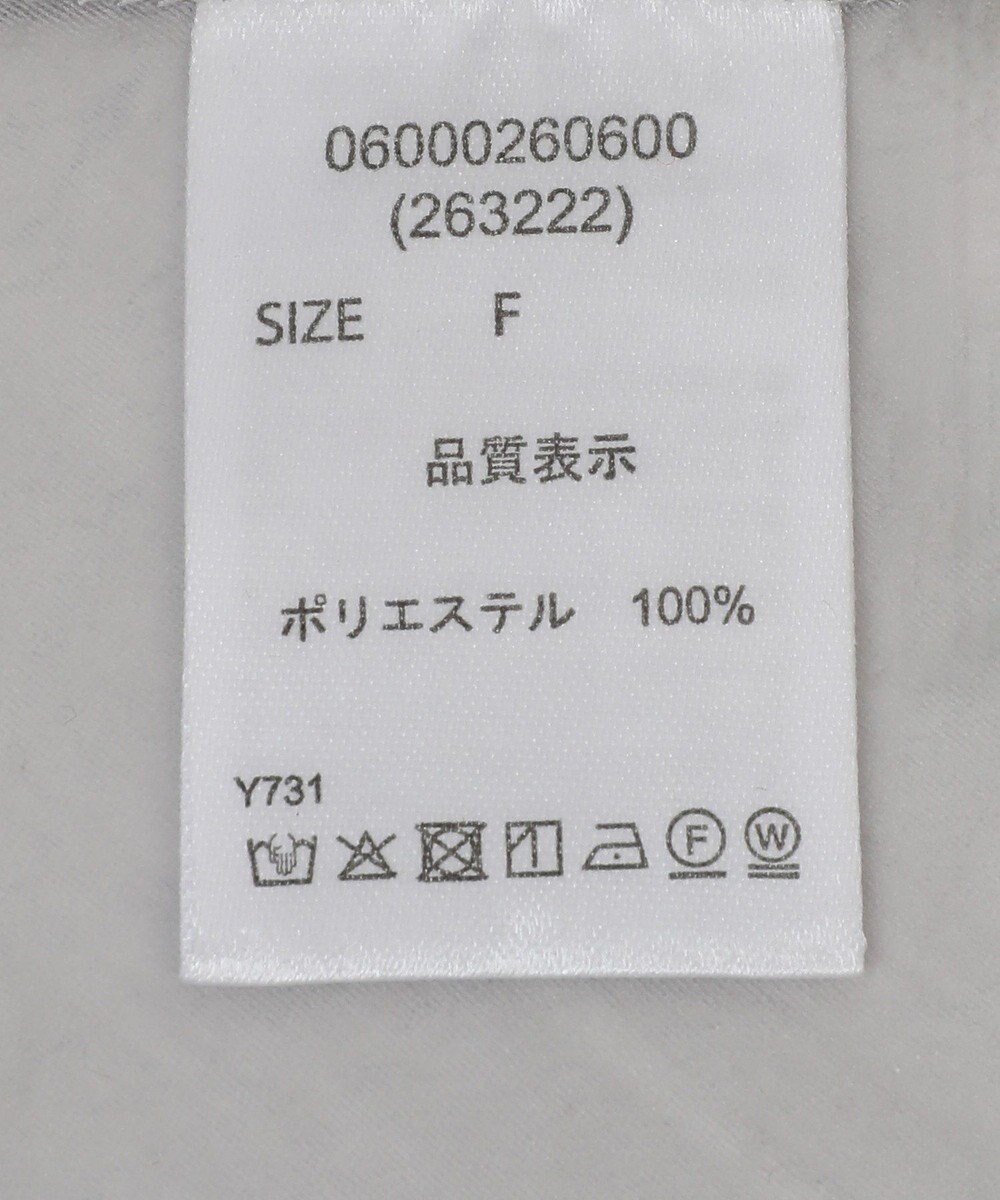 06000260600
(263222)
SIZE F
品質表示
ポリエステル 100%
Y731
F W